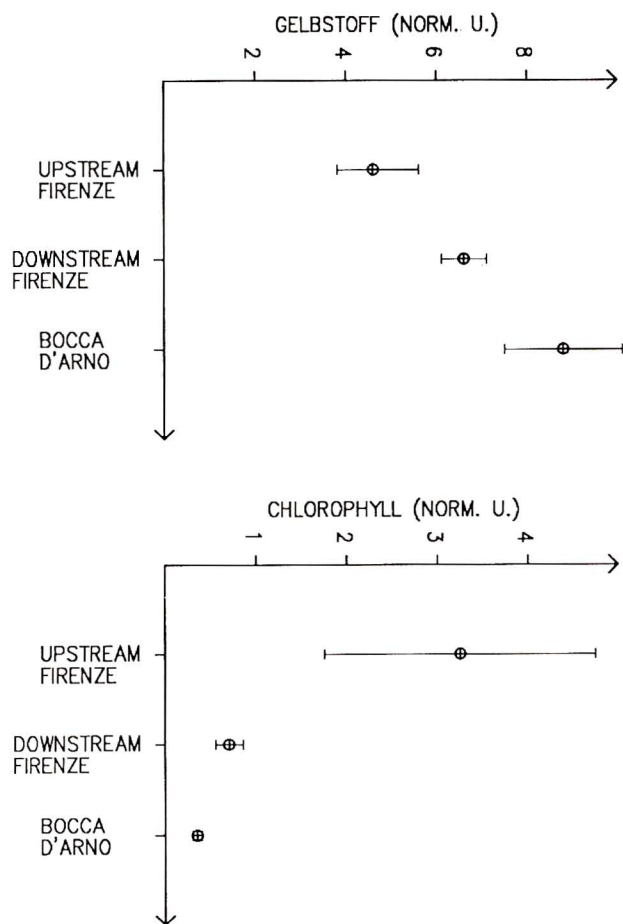 GELBSTOFF (NORM. U.)
2 4 6 8
UPSTREAM
FIRENZE
DOWNSTREAM
FIRENZE
BOCCA
D'ARNO
CHLOROPHYLL (NORM. U.)
1 2 3 4
UPSTREAM
FIRENZE
DOWNSTREAM
FIRENZE
BOCCA
D'ARNO